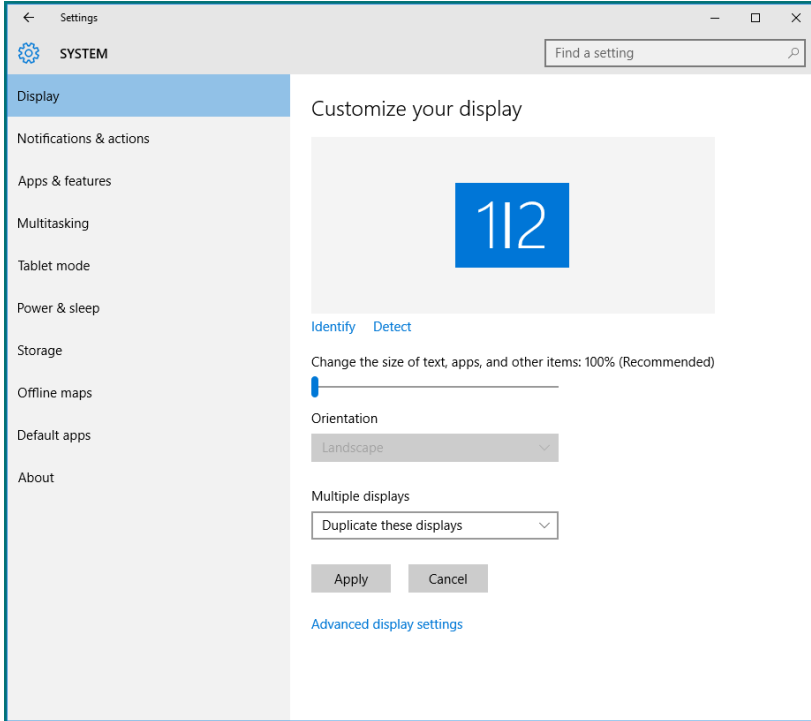 Settings
SYSTEM
Find a setting
Display
Notifications & actions
Apps & features
Multitasking
Tablet mode
Power & sleep
Storage
Offline maps
Default apps
About
Customize your display
1|2
Identify Detect
Change the size of text, apps, and other items: 100% (Recommended)
Orientation
Landscape
Multiple displays
Duplicate these displays
Apply Cancel
Advanced display settings